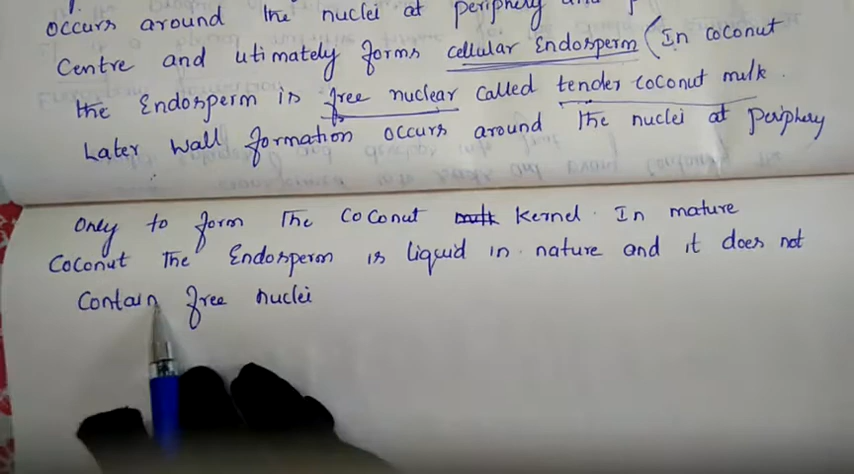 occurs around the nuclei at periphery and
Centre and utimately forms cellular Endosperm (In coconut
the Endosperm is free nuclear called tender coconut mulk.
Later Wall formation occurs around the nuclei at periphery
Only to form The Coconut kernel. In mature
Coconut The Endosperm is liquid in nature and it does not
Contain free nuclei